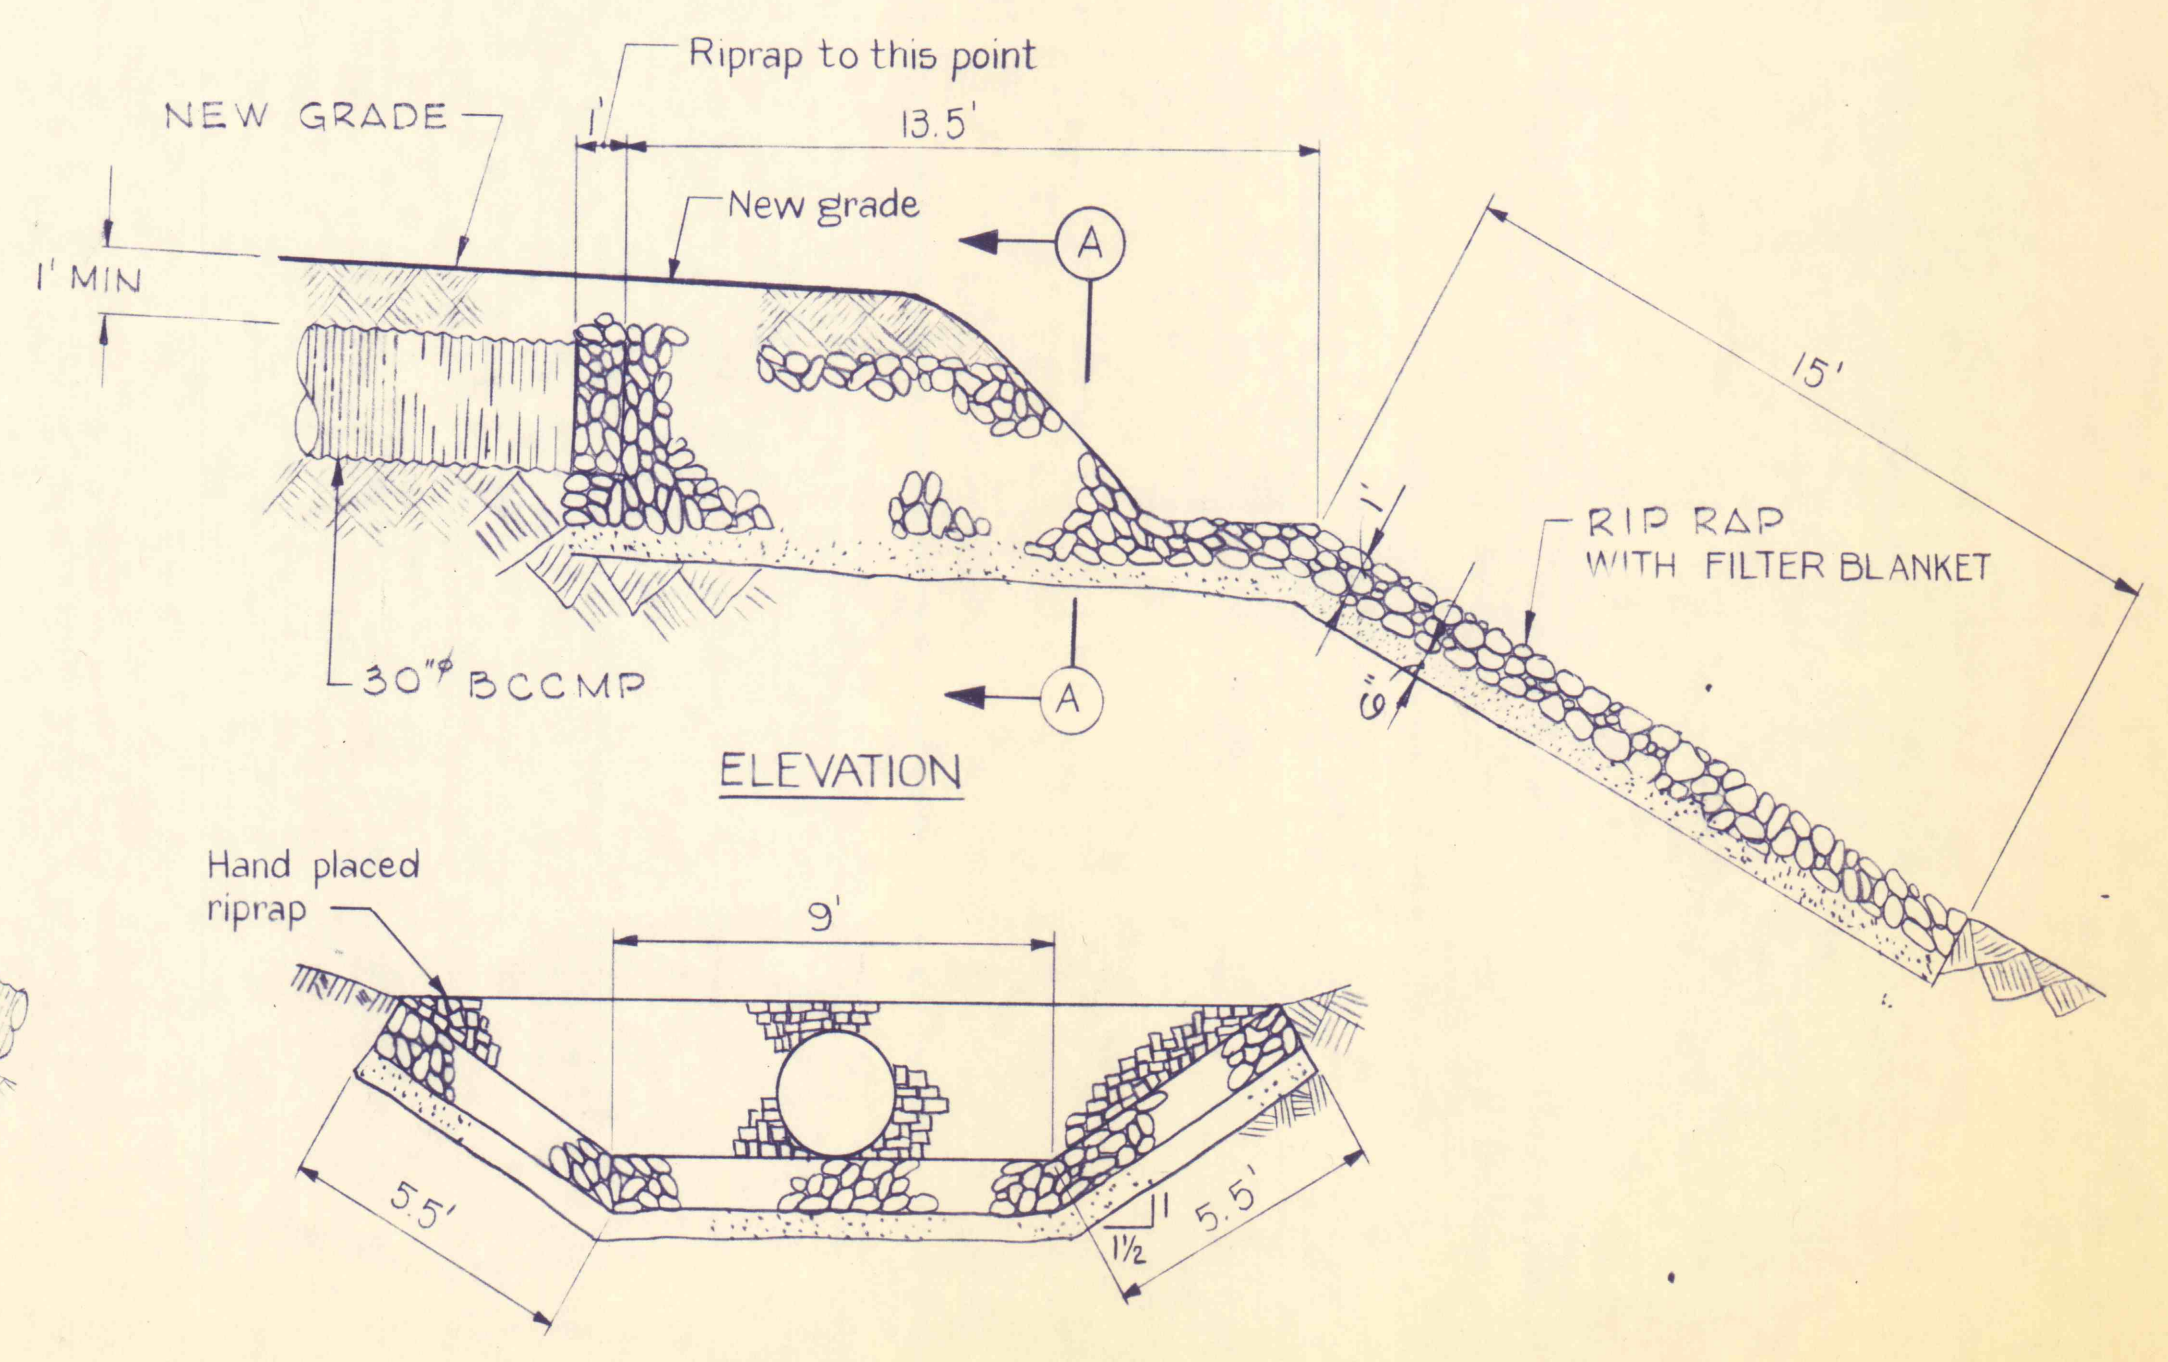 Riprap to this point
NEW GRADE
1'
13.5'
New grade
A
1' MIN
15'
1'
RIP RAP
WITH FILTER BLANKET
6"
30"ø BCCMP
A
ELEVATION
Hand placed
riprap
9'
5.5'
5.5'
1
1½